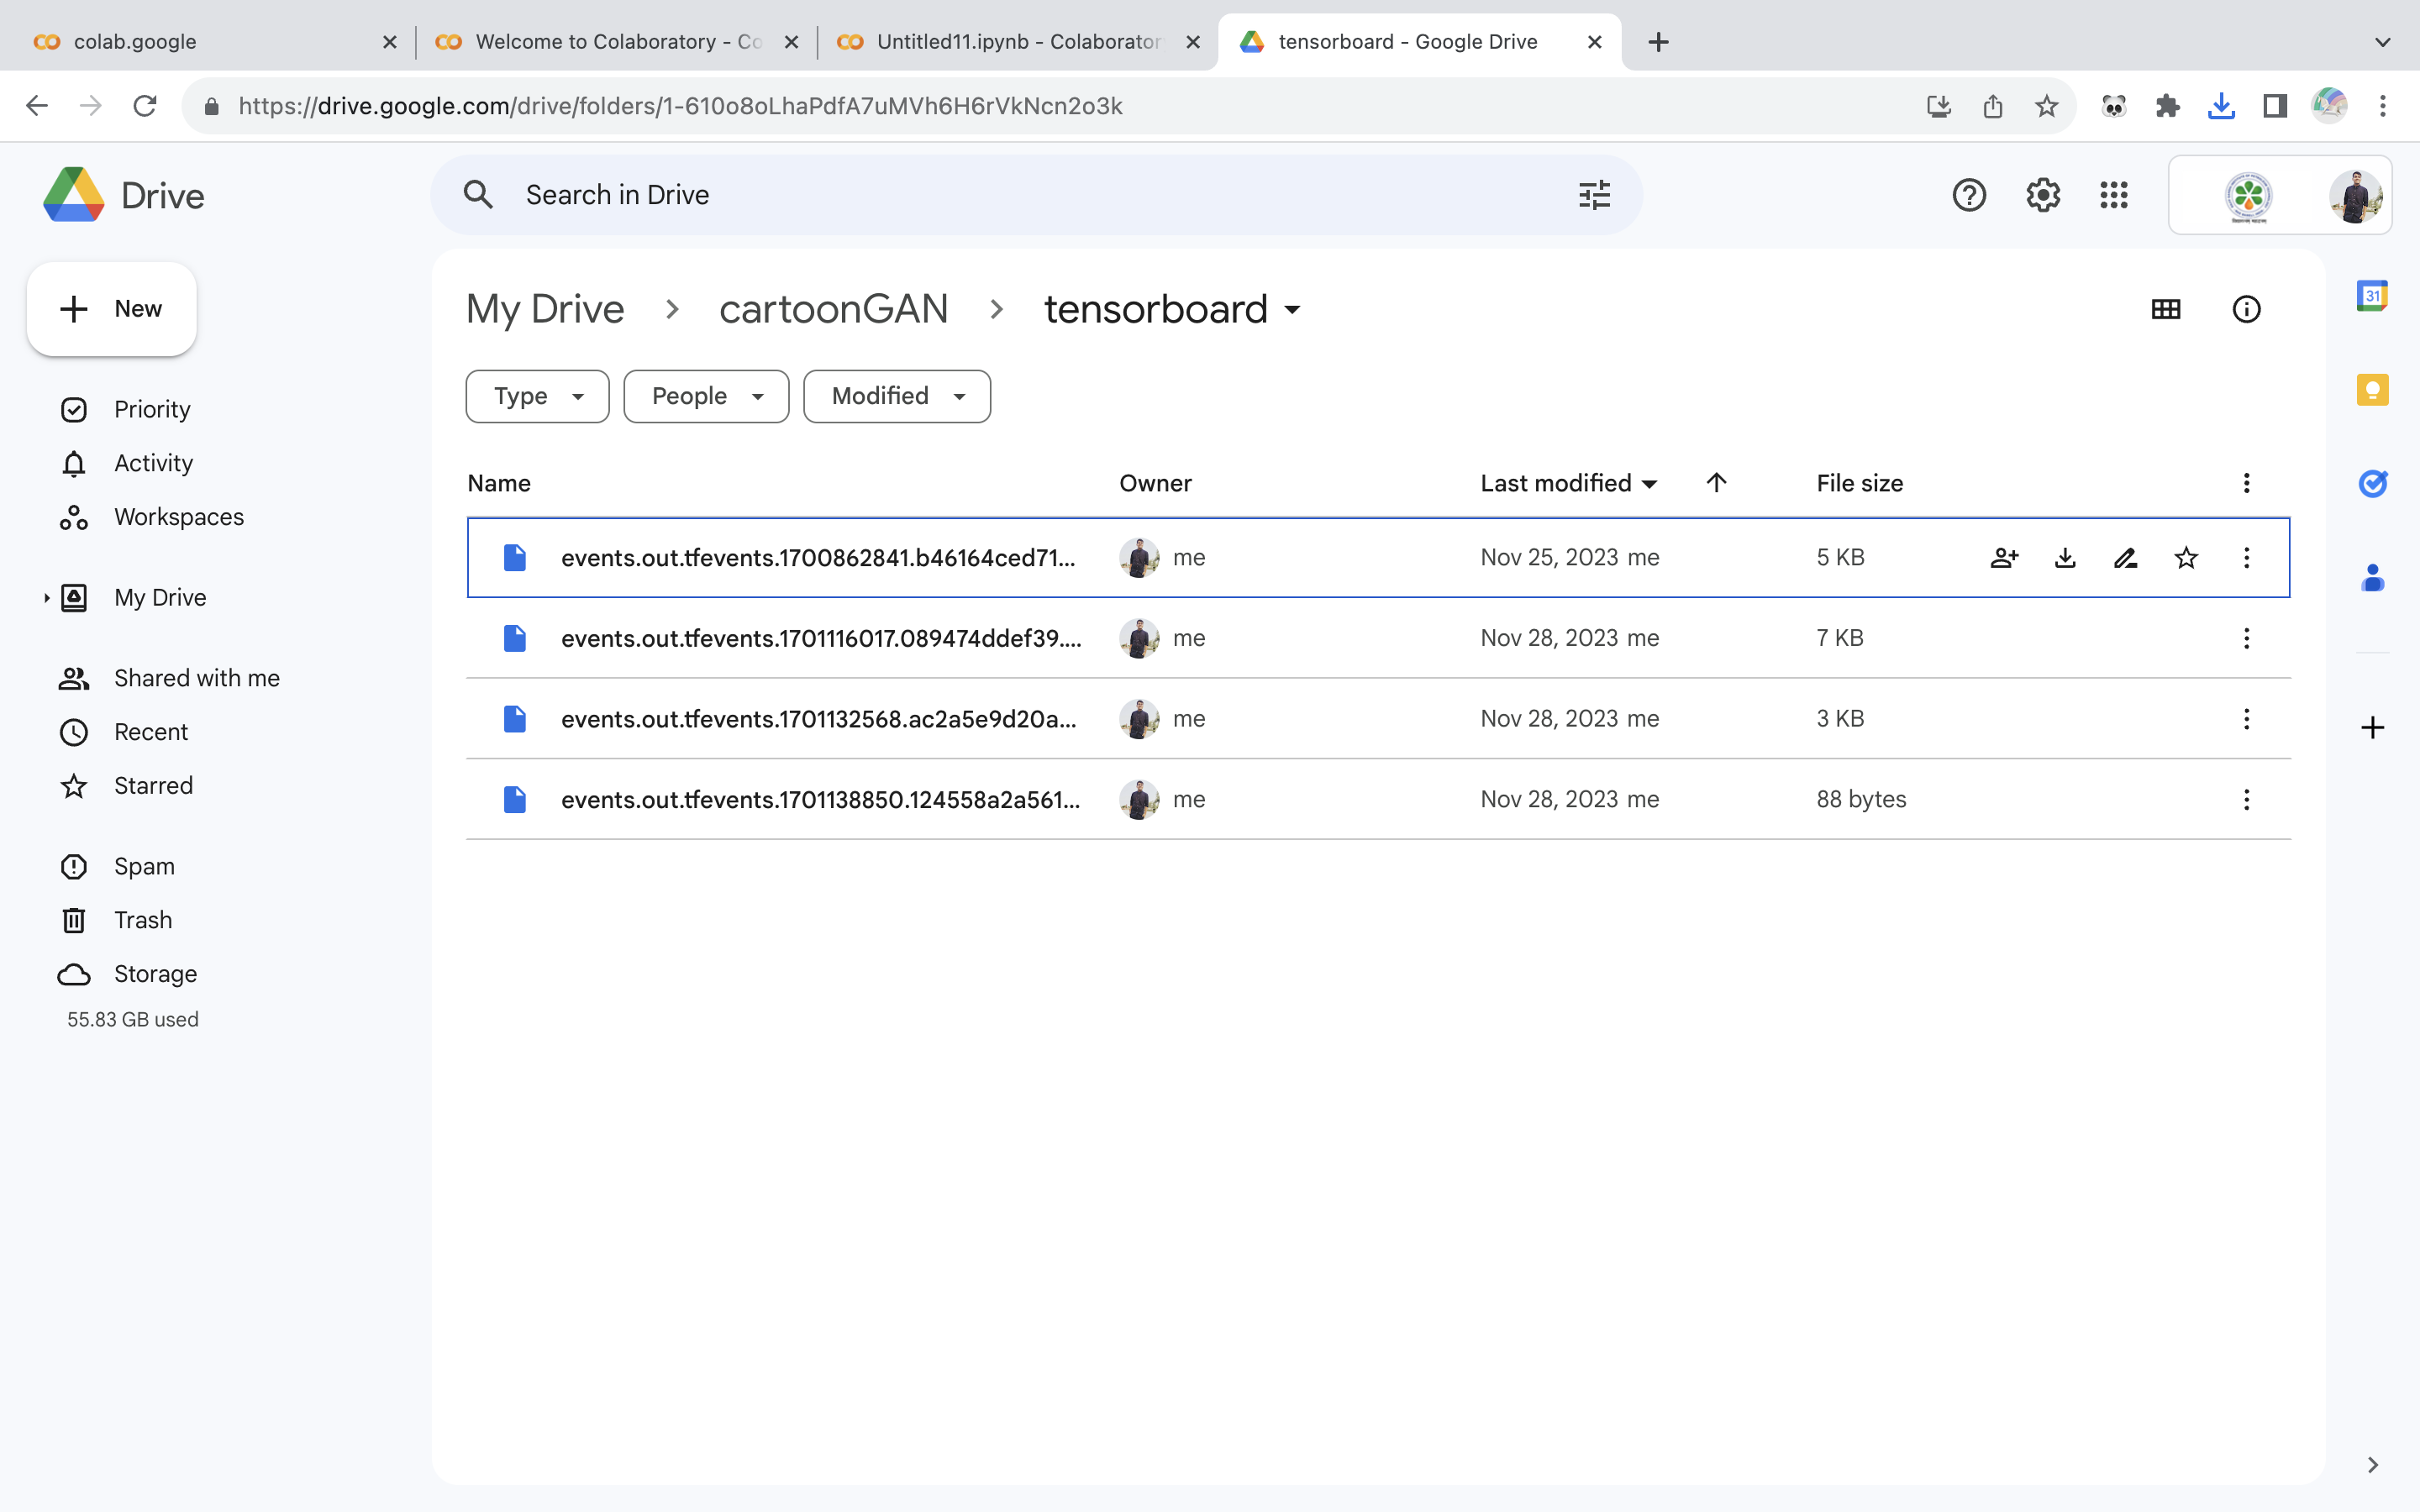 colab.google
Welcome to Colaboratory - Co
Untitled11.ipynb - Colaborator
tensorboard - Google Drive
https://drive.google.com/drive/folders/1-610o8oLhaPdfA7uMVh6H6rVkNcn2o3k
Drive
Search in Drive
New
My Drive
cartoonGAN
tensorboard
Type
People
Modified
Priority
Activity
Workspaces
My Drive
Shared with me
Recent
Starred
Spam
Trash
Storage
55.83 GB used
Name Owner Last modified File size
events.out.tfevents.1700862841.b46164ced71... me Nov 25, 2023 me 5 KB
events.out.tfevents.1701116017.089474ddef39.... me Nov 28, 2023 me 7 KB
events.out.tfevents.1701132568.ac2a5e9d20a... me Nov 28, 2023 me 3 KB
events.out.tfevents.1701138850.124558a2a561... me Nov 28, 2023 me 88 bytes
31